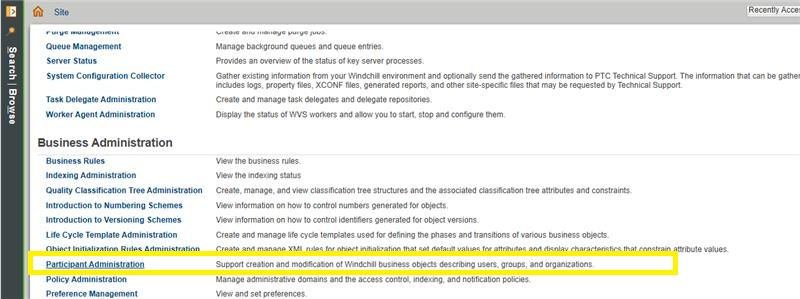 Site
Recently Acces
Search | Browse
Purge Management Create and manage purge jobs.
Queue Management Manage background queues and queue entries.
Server Status Provides an overview of the status of key server processes.
System Configuration Collector Gather existing information from your Windchill environment and optionally send the gathered information to PTC Technical Support. The information that can be gathe
includes logs, property files, XCONF files, generated reports, and other site-specific files that may be requested by Technical Support.
Task Delegate Administration Create and manage task delegates and delegate repositories.
Worker Agent Administration Display the status of WVS workers and allow you to start, stop and configure them.
Business Administration
Business Rules View the business rules.
Indexing Administration View the indexing status
Quality Classification Tree Administration Create, manage, and view classification tree structures and the associated classification tree attributes and constraints.
Introduction to Numbering Schemes View information on how to control numbers generated for objects.
Introduction to Versioning Schemes View information on how to control identifiers generated for object versions.
Life Cycle Template Administration Create and manage life cycle templates used for defining the phases and transitions of various business objects.
Object Initialization Rules Administration Create and manage XML rules for object initialization that set default values for attributes and display characteristics that constrain attribute values.
Participant Administration Support creation and modification of Windchill business objects describing users, groups, and organizations.
Policy Administration Manage administrative domains and the access control, indexing, and notification policies.
Preference Management View and set preferences.